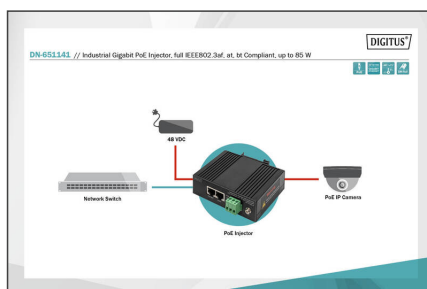 DIGITUS®
DN-651141 // Industrial Gigabit PoE Injector, full IEEE802.3af, at, bt Compliant, up to 85 W
48 VDC
Network Switch
PoE Injector
PoE IP Camera